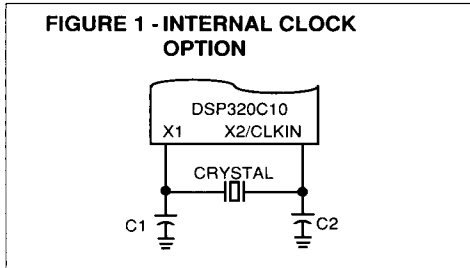 FIGURE 1 - INTERNAL CLOCK
OPTION
DSP320C10
X1 X2/CLKIN
CRYSTAL
C1 C2